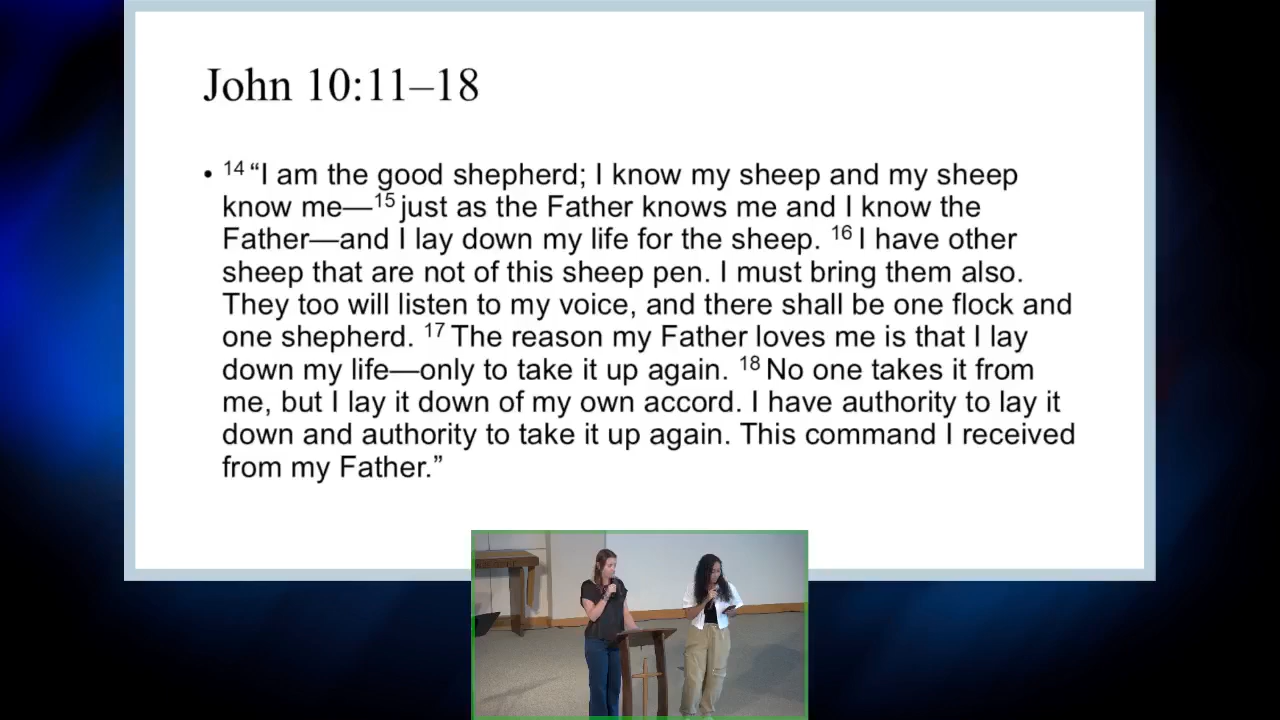 John 10:11–18
• 14 “I am the good shepherd; I know my sheep and my sheep
know me—15 just as the Father knows me and I know the
Father—and I lay down my life for the sheep. 16 I have other
sheep that are not of this sheep pen. I must bring them also.
They too will listen to my voice, and there shall be one flock and
one shepherd. 17 The reason my Father loves me is that I lay
down my life—only to take it up again. 18 No one takes it from
me, but I lay it down of my own accord. I have authority to lay it
down and authority to take it up again. This command I received
from my Father.”